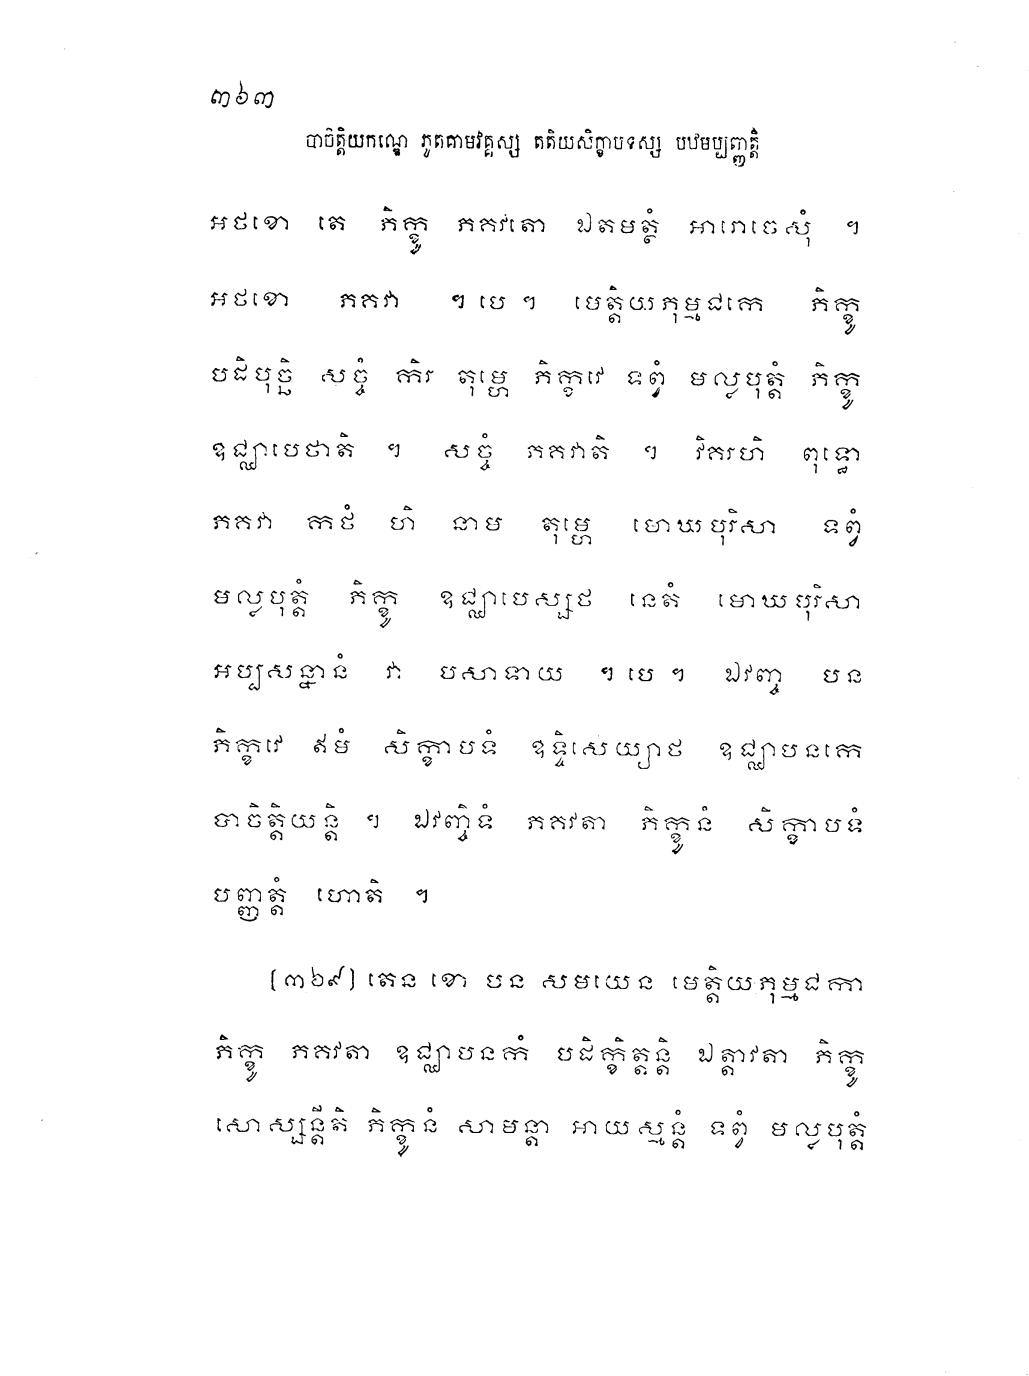 ៣៦៣
បាចិត្តិយកណ្ឌេ ភូតគាមវគ្គស្ស តតិយសិក្ខាបទស្ស បឋមប្បញ្ញត្តិ
អថខោ តេ ភិក្ខូ ភគវតោ ឯតមត្ថំ អារោចេសុំ ។
អថខោ ភគវា ។ បេ ។ មេត្តិយភុម្មជកេ ភិក្ខូ
បដិបុច្ឆិ សច្ចំ កិរ តុម្ហេ ភិក្ខវេ ទព្វំ មល្លបុត្តំ ភិក្ខូ
ឧជ្ឈាបេថាតិ ។ សច្ចំ ភគវាតិ ។ វិគរហិ ពុទ្ធោ
ភគវា កថំ ហិ នាម តុម្ហេ មោឃបុរិសា ទព្វំ
មល្លបុត្តំ ភិក្ខូ ឧជ្ឈាបេស្សថ នេតំ មោឃបុរិសា
អប្បសន្នានំ វា បសាទាយ ។ បេ ។ ឯវញ្ច បន
ភិក្ខវេ ឥមំ សិក្ខាបទំ ឧទ្ទិសេយ្យាថ ឧជ្ឈាបនកេ
បាចិត្តិយន្តិ ។ ឯវញ្ចិទំ ភគវតា ភិក្ខូនំ សិក្ខាបទំ
បញ្ញត្តំ ហោតិ ។
[៣៦៩] តេន ខោ បន សមយេន មេត្តិយភុម្មជកា
ភិក្ខូ ភគវតា ឧជ្ឈាបនកំ បដិក្ខិត្តន្តិ ឯត្តាវតា ភិក្ខូ
សោស្សន្តីតិ ភិក្ខូនំ សាមន្តា អាយស្មន្តំ ទព្វំ មល្លបុត្តំ